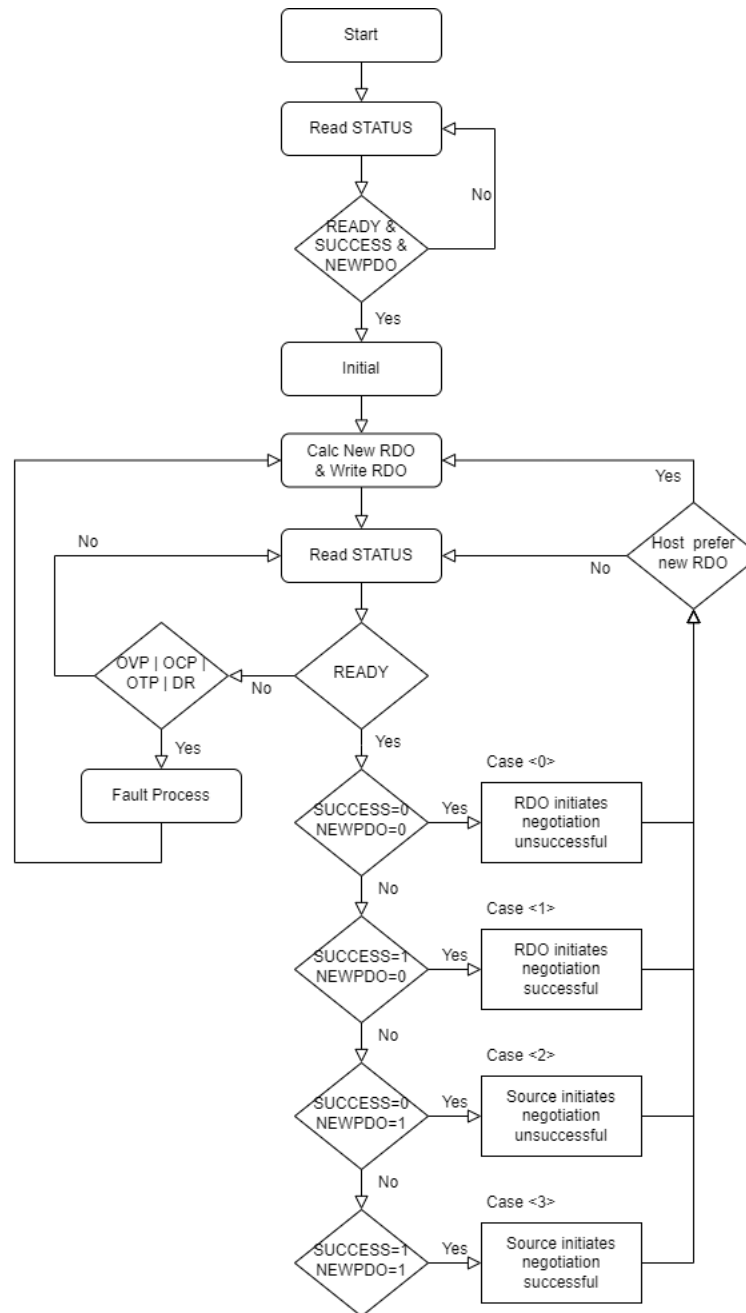 Start
Read STATUS
No
READY &
SUCCESS &
NEWPDO
Yes
Initial
Calc New RDO
& Write RDO
Yes
No
Read STATUS
No
Host prefer
new RDO
OVP | OCP |
OTP | DR
No
READY
Yes
Yes
Fault Process
Case <0>
SUCCESS=0
NEWPDO=0
Yes
RDO initiates
negotiation
unsuccessful
No
Case <1>
SUCCESS=1
NEWPDO=0
Yes
RDO initiates
negotiation
successful
No
Case <2>
SUCCESS=0
NEWPDO=1
Yes
Source initiates
negotiation
unsuccessful
No
Case <3>
SUCCESS=1
NEWPDO=1
Yes
Source initiates
negotiation
successful